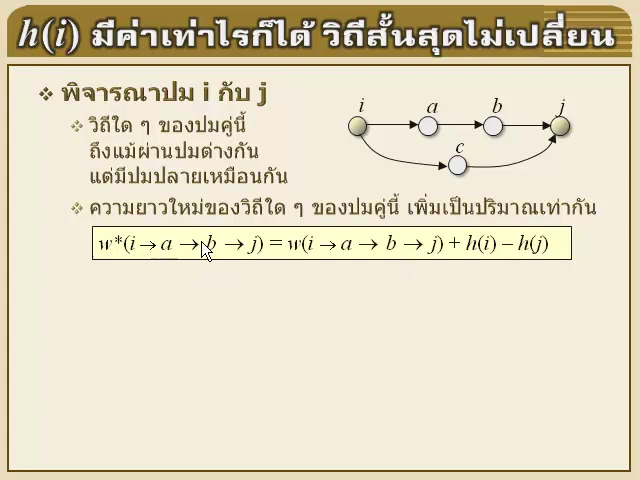 h(i) มีค่าเท่าไรก็ได้ วิถีสั้นสุดไม่เปลี่ยน
พิจารณาปม i กับ j
วิถีใด ๆ ของปมคู่นี้
ถึงแม้ผ่านปมต่างกัน
แต่มีปมปลายเหมือนกัน
i a b j
c
ความยาวใหม่ของวิถีใด ๆ ของปมคู่นี้ เพิ่มเป็นปริมาณเท่ากัน
w*(i → a → b → j) = w(i → a → b → j) + h(i) – h(j)